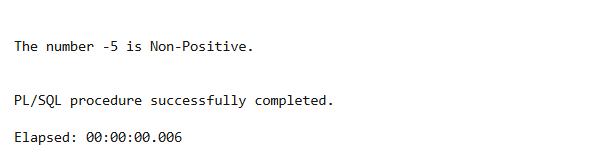 The number -5 is Non-Positive.
PL/SQL procedure successfully completed.
Elapsed: 00:00:00.006